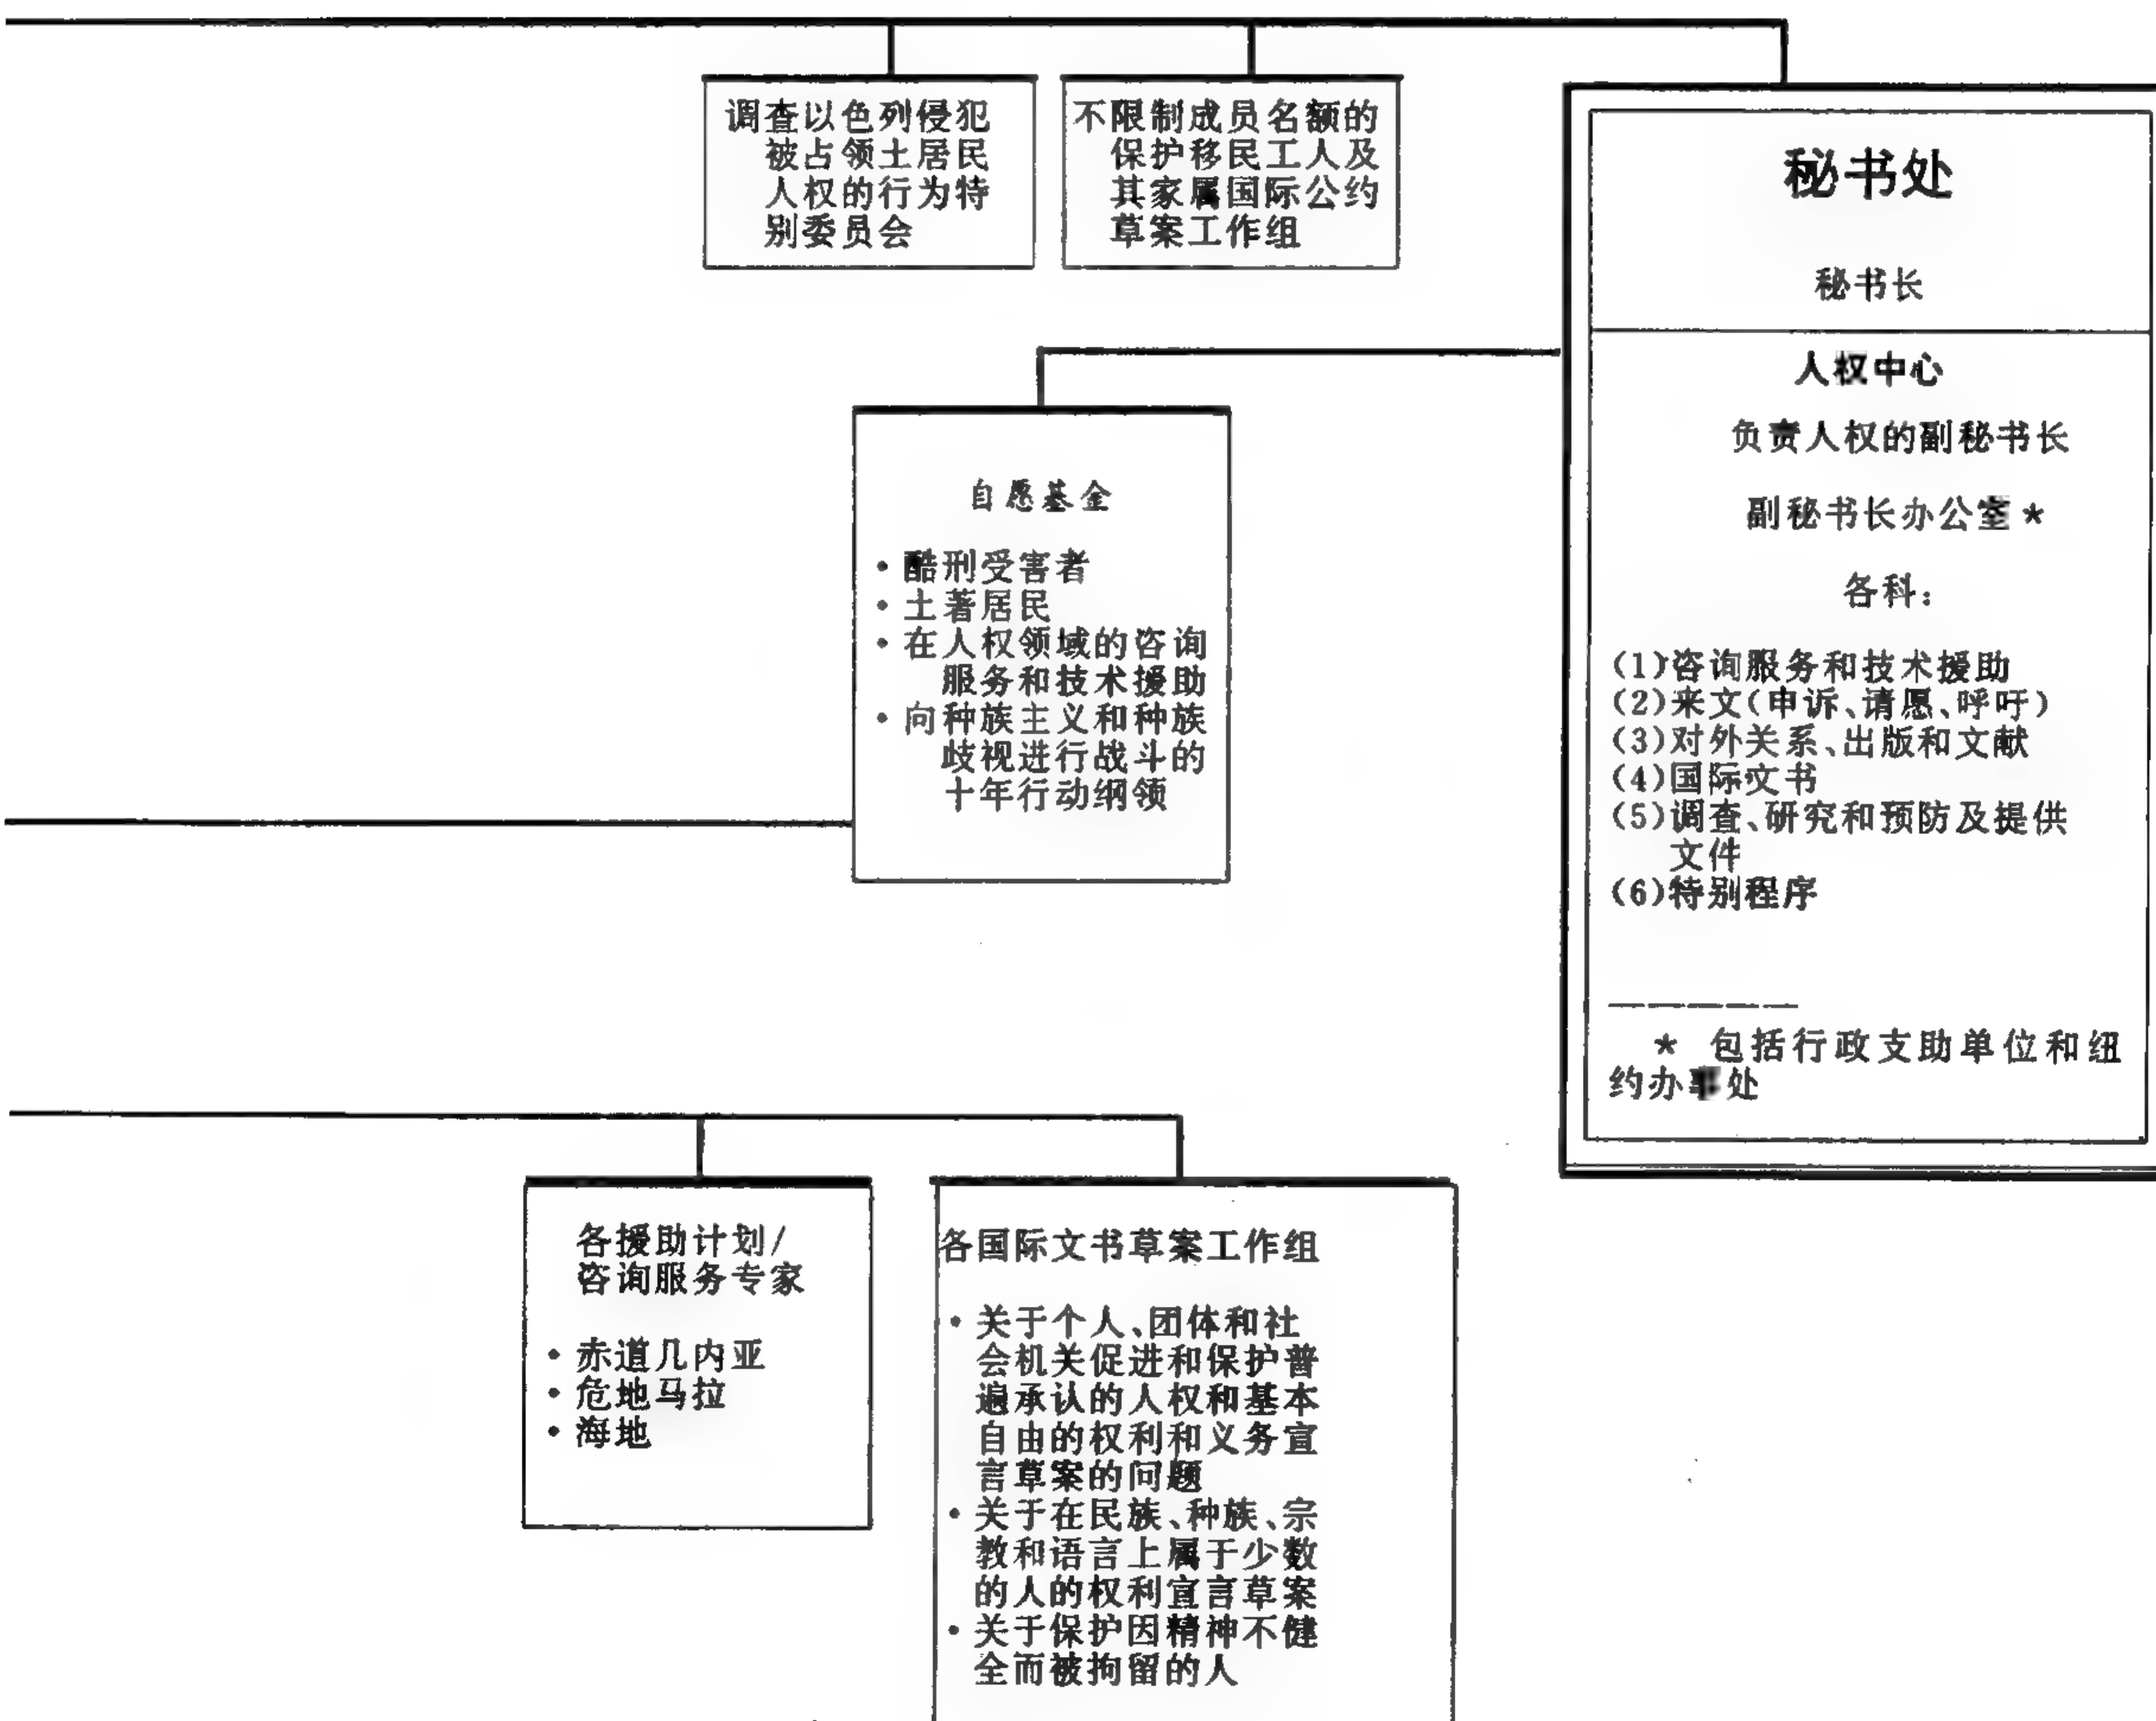 调查以色列侵犯
被占领土居民
人权的行为特
别委员会
不限制成员名额的
保护移民工人及
其家属国际公约
草案工作组
秘书处
秘书长
人权中心
负责人权的副秘书长
副秘书长办公室*
各科：
(1)咨询服务和技术援助
(2)来文(申诉、请愿、呼吁)
(3)对外关系、出版和文献
(4)国际文书
(5)调查、研究和预防及提供
文件
(6)特别程序
* 包括行政支助单位和纽
约办事处
自愿基金
• 酷刑受害者
• 土著居民
• 在人权领域的咨询
服务和技术援助
• 向种族主义和种族
歧视进行战斗的
十年行动纲领
各援助计划/
咨询服务专家
• 赤道几内亚
• 危地马拉
• 海地
各国际文书草案工作组
• 关于个人、团体和社
会机关促进和保护普
遍承认的人权和基本
自由的权利和义务宣
言草案的问题
• 关于在民族、种族、宗
教和语言上属于少数
的人的权利宣言草案
• 关于保护因精神不健
全而被拘留的人